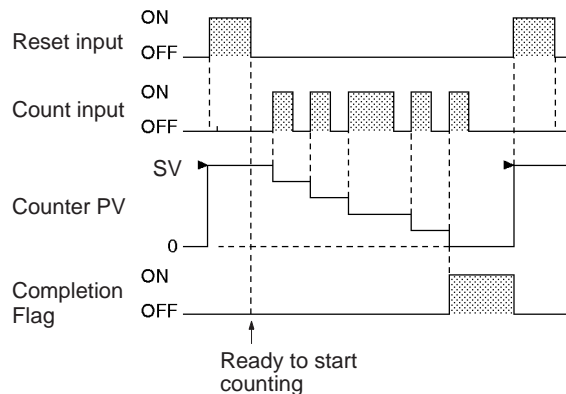 ON
Reset input
OFF
ON
Count input
OFF
SV
Counter PV
0
ON
Completion
Flag
OFF
Ready to start
counting